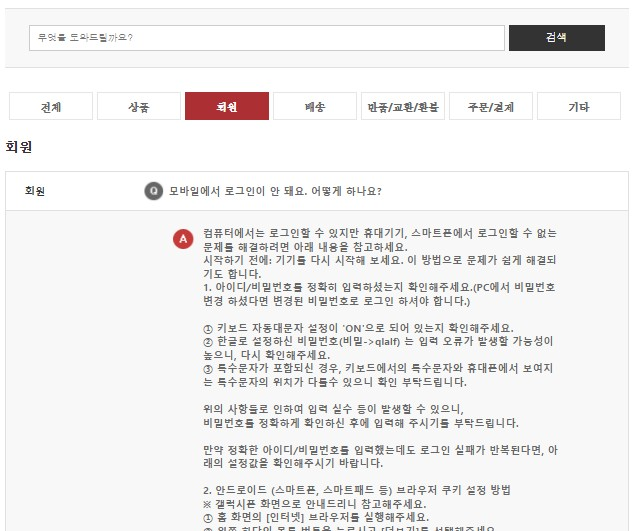 무엇을 도와드릴까요?
검색
전체
상품
회원
배송
반품/교환/환불
주문/결제
기타
회원
회원
Q 모바일에서 로그인이 안 돼요. 어떻게 하나요?
A 컴퓨터에서는 로그인할 수 있지만 휴대기기, 스마트폰에서 로그인할 수 없는
문제를 해결하려면 아래 내용을 참고하세요.
시작하기 전에: 기기를 다시 시작해 보세요. 이 방법으로 문제가 쉽게 해결되
기도 합니다.
1. 아이디/비밀번호를 정확히 입력하셨는지 확인해주세요.(PC에서 비밀번호
변경 하셨다면 변경된 비밀번호로 로그인 하셔야 합니다.)
① 키보드 자동대문자 설정이 'ON'으로 되어 있는지 확인해주세요.
② 한글로 설정하신 비밀번호(비밀->qlalf) 는 입력 오류가 발생할 가능성이
높으니, 다시 확인해주세요.
③ 특수문자가 포함되신 경우, 키보드에서의 특수문자와 휴대폰에서 보여지
는 특수문자의 위치가 다를수 있으니 확인 부탁드립니다.
위의 사항들로 인하여 입력 실수 등이 발생할 수 있으니,
비밀번호를 정확하게 확인하신 후에 입력해 주시기를 부탁드립니다.
만약 정확한 아이디/비밀번호를 입력했는데도 로그인 실패가 반복된다면, 아
래의 설정값을 확인해주시기 바랍니다.
2. 안드로이드 (스마트폰, 스마트패드 등) 브라우저 쿠키 설정 방법
※ 갤럭시폰 화면으로 안내드리니 참고해주세요.
① 홈 화면의 [인터넷] 브라우저를 실행해주세요.